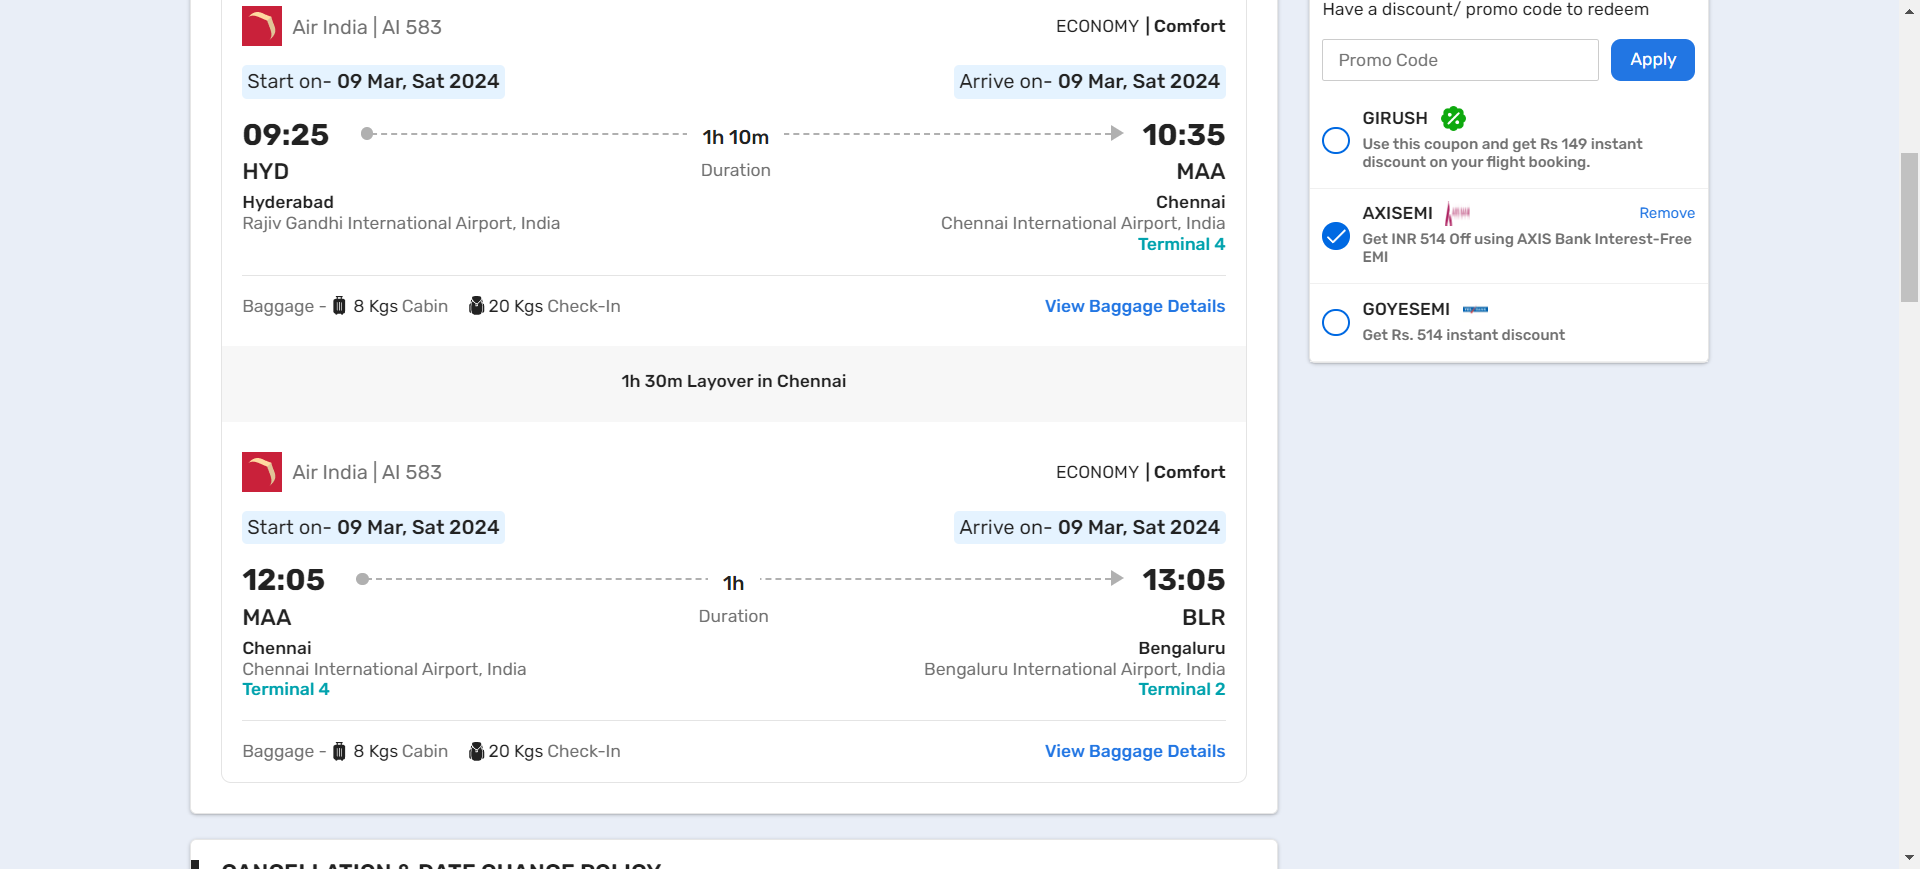 Air India | AI 583
ECONOMY | Comfort
Start on- 09 Mar, Sat 2024
Arrive on- 09 Mar, Sat 2024
09:25
1h 10m
10:35
HYD
Duration
MAA
Hyderabad
Chennai
Rajiv Gandhi International Airport, India
Chennai International Airport, India
Terminal 4
Baggage - 8 Kgs Cabin 20 Kgs Check-In
View Baggage Details
1h 30m Layover in Chennai
Air India | AI 583
ECONOMY | Comfort
Start on- 09 Mar, Sat 2024
Arrive on- 09 Mar, Sat 2024
12:05
1h
13:05
MAA
Duration
BLR
Chennai
Bengaluru
Chennai International Airport, India
Bengaluru International Airport, India
Terminal 4
Terminal 2
Baggage - 8 Kgs Cabin 20 Kgs Check-In
View Baggage Details
CANCELLATION & DATE CHANGE POLICY
Have a discount/ promo code to redeem
Promo Code
Apply
GIRUSH
Use this coupon and get Rs 149 instant
discount on your flight booking.
AXISEMI
Remove
Get INR 514 Off using AXIS Bank Interest-Free
EMI
GOYESEMI
Get Rs. 514 instant discount